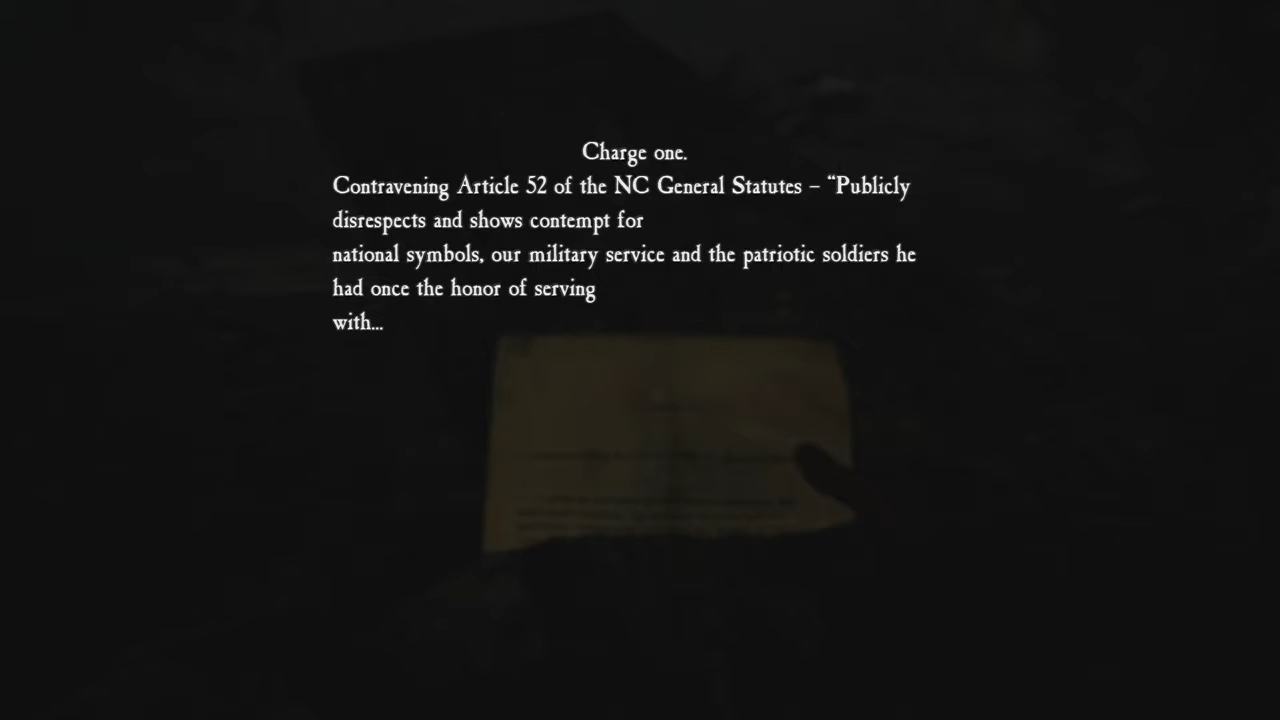 Charge one.
Contravening Article 52 of the NC General Statutes – “Publicly
disrespects and shows contempt for
national symbols, our military service and the patriotic soldiers he
had once the honor of serving
with...